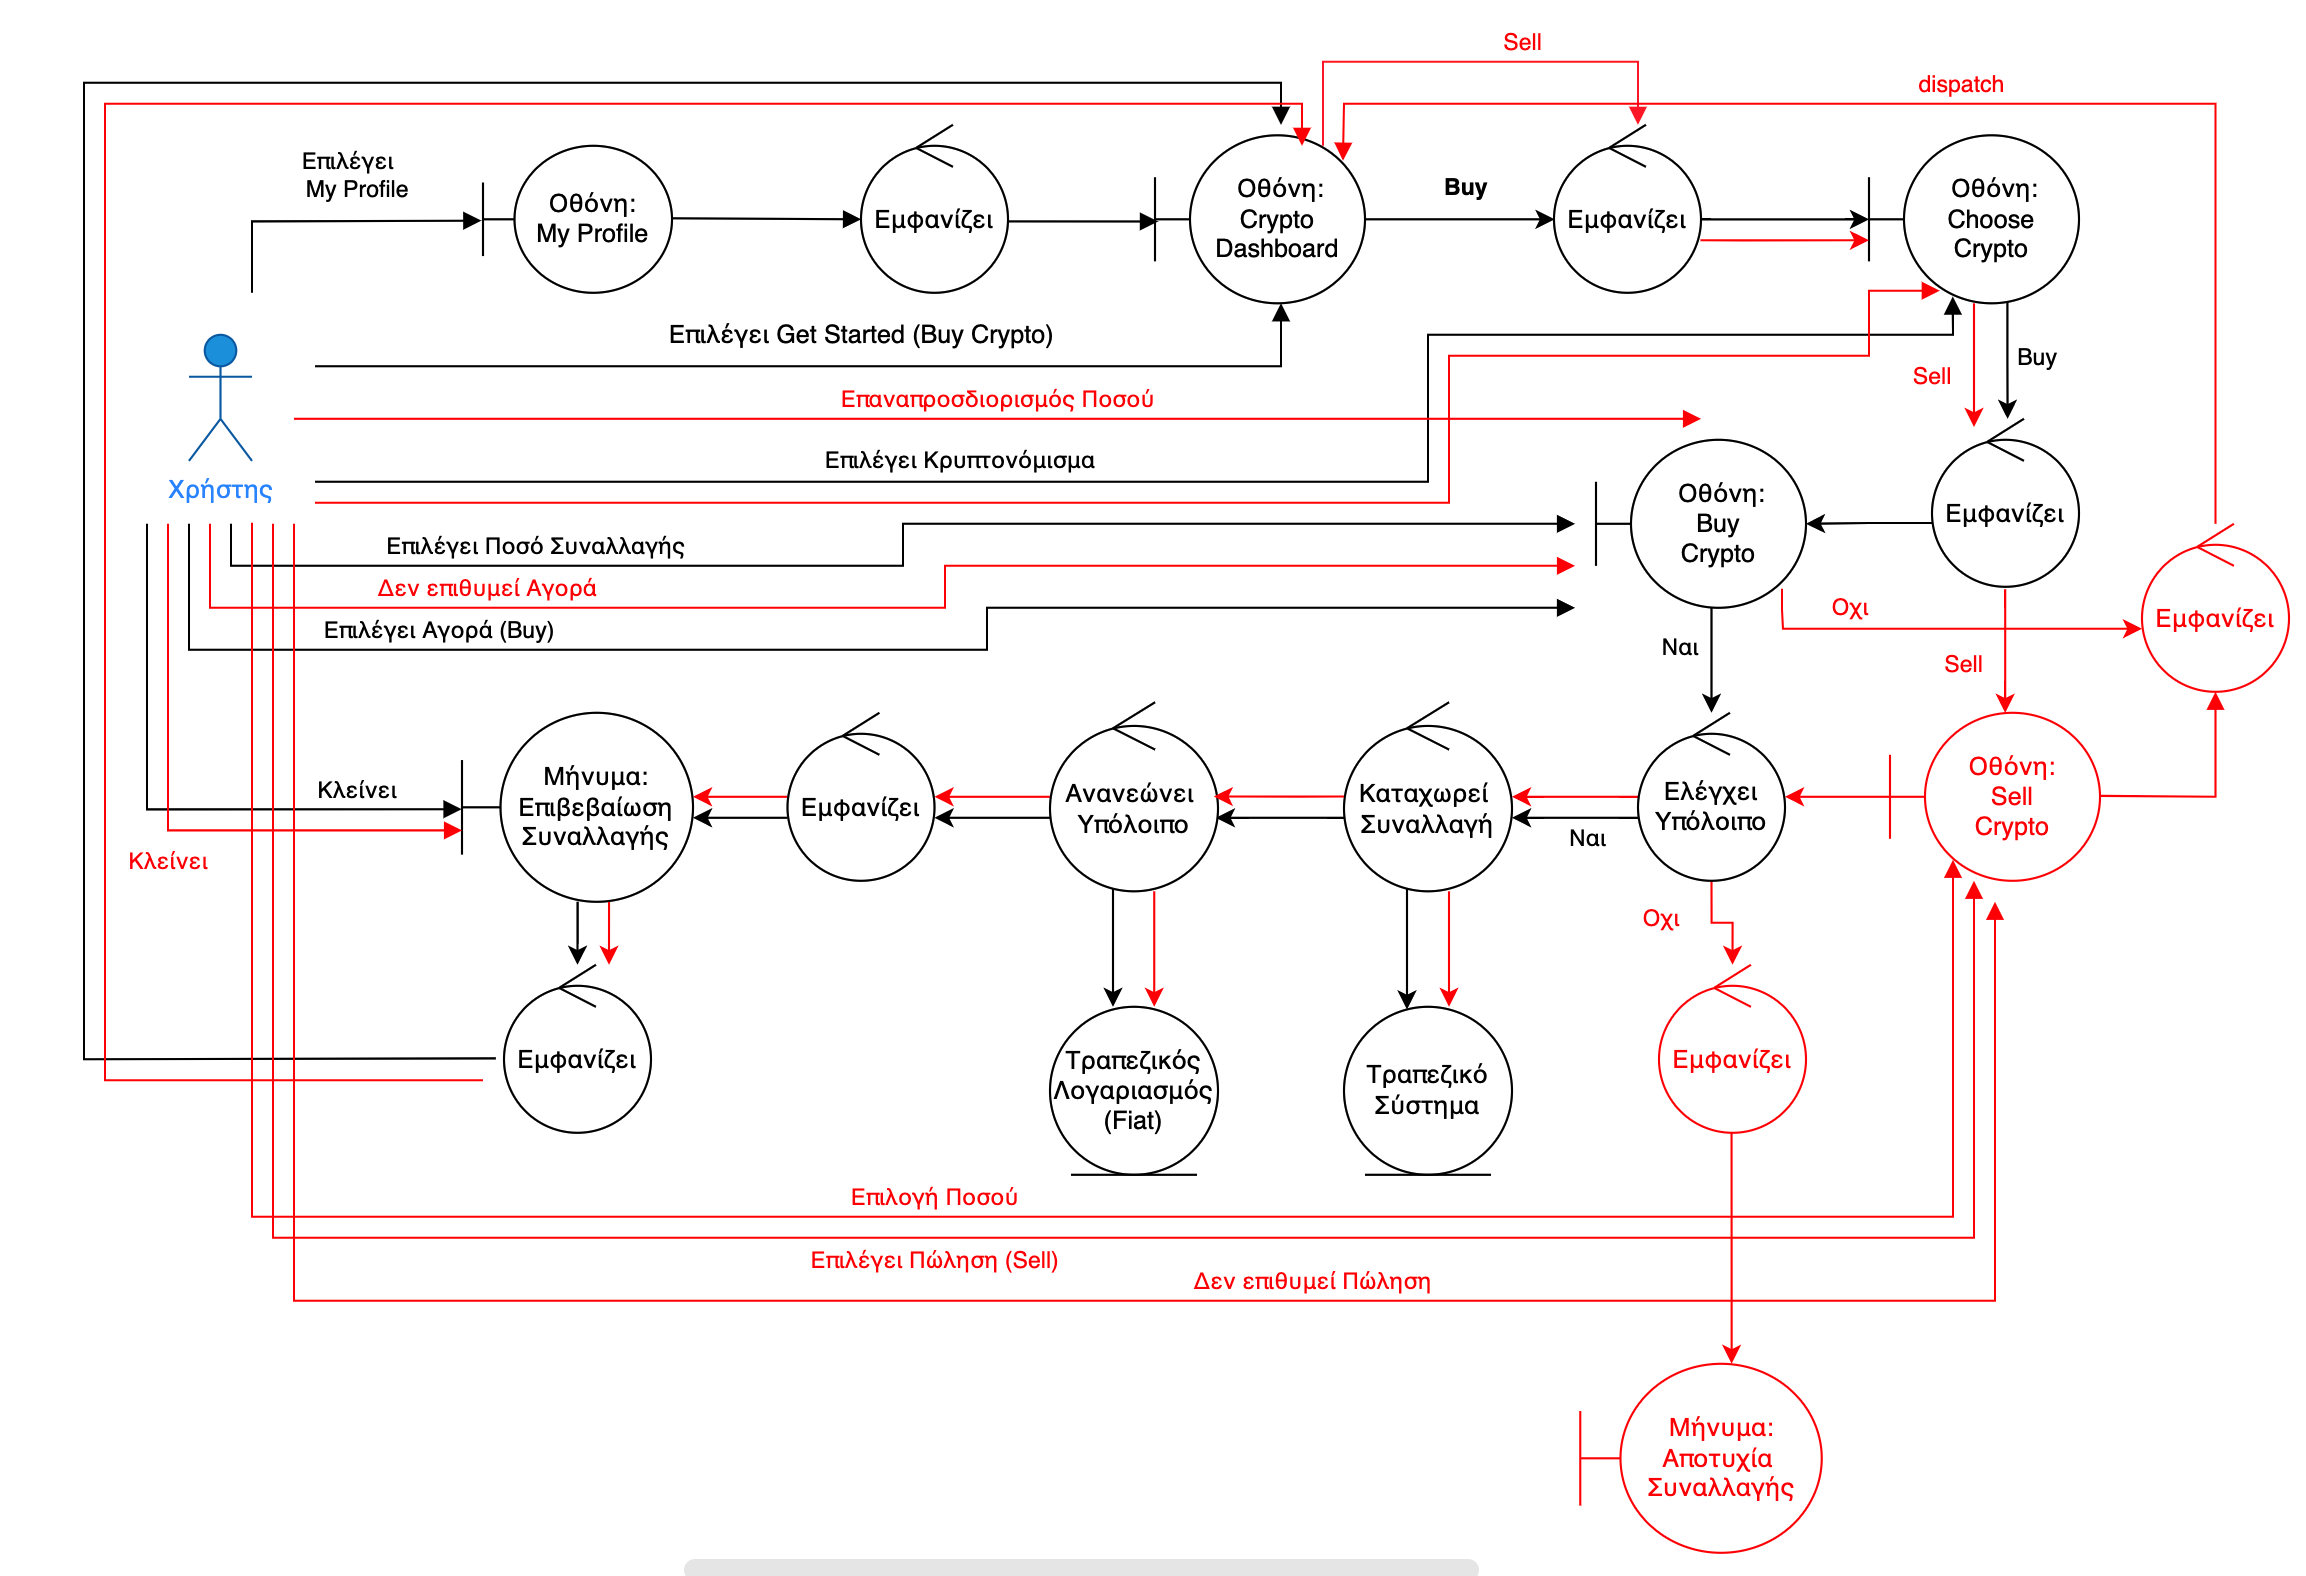 Sell
dispatch
Επιλέγει
My Profile
Οθόνη:
My Profile
Εμφανίζει
Οθόνη:
Crypto
Dashboard
Buy
Εμφανίζει
Οθόνη:
Choose
Crypto
Επιλέγει Get Started (Buy Crypto)
Buy
Sell
Επαναπροσδιορισμός Ποσού
Επιλέγει Κρυπτονόμισμα
Χρήστης
Οθόνη:
Buy
Crypto
Εμφανίζει
Επιλέγει Ποσό Συναλλαγής
Δεν επιθυμεί Αγορά
Επιλέγει Αγορά (Buy)
Οχι
Εμφανίζει
Ναι
Sell
Κλείνει
Μήνυμα:
Επιβεβαίωση
Συναλλαγής
Εμφανίζει
Ανανεώνει
Υπόλοιπο
Καταχωρεί
Συναλλαγή
Ναι
Ελέγχει
Υπόλοιπο
Οθόνη:
Sell
Crypto
Κλείνει
Οχι
Εμφανίζει
Τραπεζικός
Λογαριασμός
(Fiat)
Τραπεζικό
Σύστημα
Εμφανίζει
Επιλογή Ποσού
Επιλέγει Πώληση (Sell)
Δεν επιθυμεί Πώληση
Μήνυμα:
Αποτυχία
Συναλλαγής